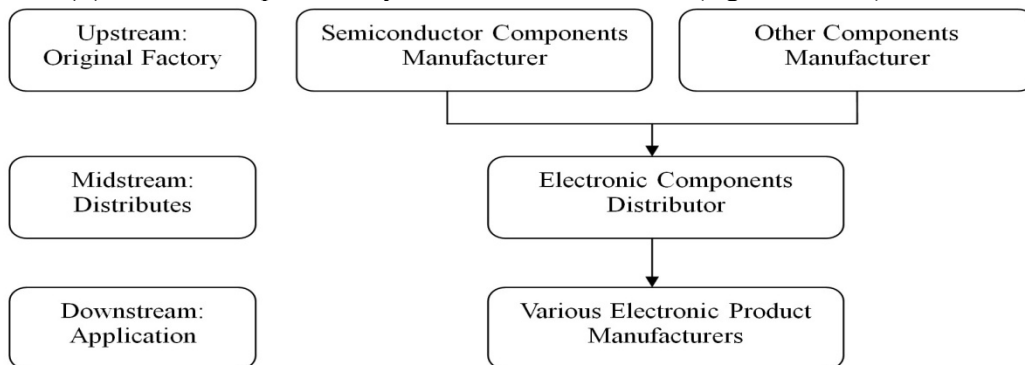 Upstream:
Original Factory
Semiconductor Components
Manufacturer
Other Components
Manufacturer
Midstream:
Distributes
Electronic Components
Distributor
Downstream:
Application
Various Electronic Product
Manufacturers